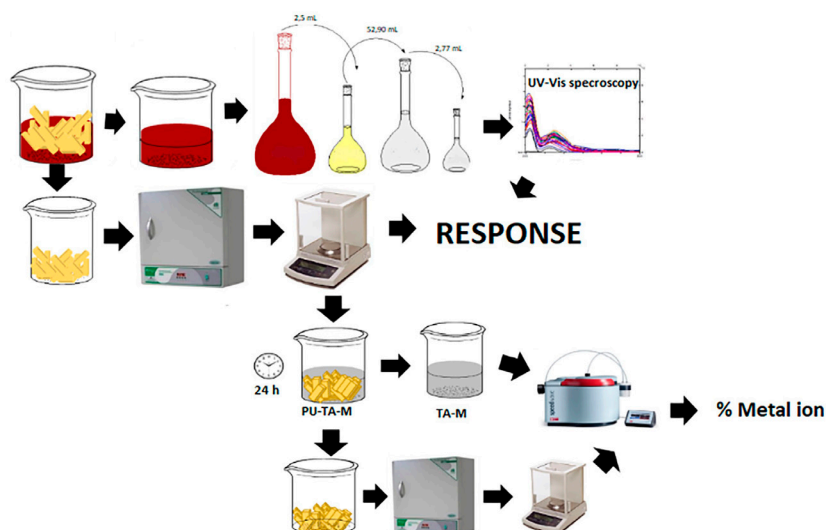 2,5 mL
52,90 mL
2,77 mL
UV-Vis specroscopy
RESPONSE
24 h
PU-TA-M
TA-M
% Metal ion